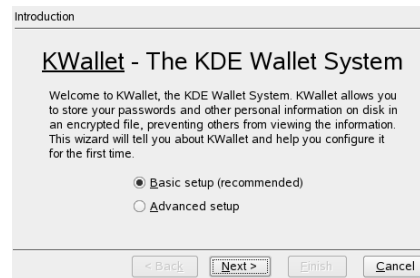 Introduction
KWallet - The KDE Wallet System
Welcome to KWallet, the KDE Wallet System. KWallet allows you
to store your passwords and other personal information on disk in
an encrypted file, preventing others from viewing the information.
This wizard will tell you about KWallet and help you configure it
for the first time.
Basic setup (recommended)
Advanced setup
< Back Next > Finish Cancel